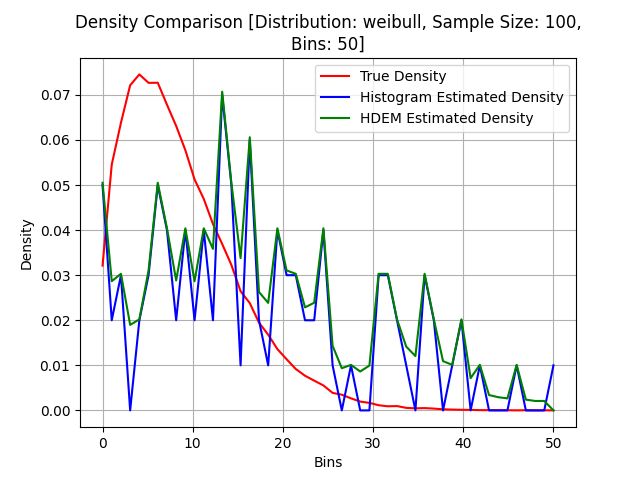 Density Comparison [Distribution: weibull, Sample Size: 100,
Bins: 50]
True Density
Histogram Estimated Density
HDEM Estimated Density
Density
0.07
0.06
0.05
0.04
0.03
0.02
0.01
0.00
0 10 20 30 40 50
Bins